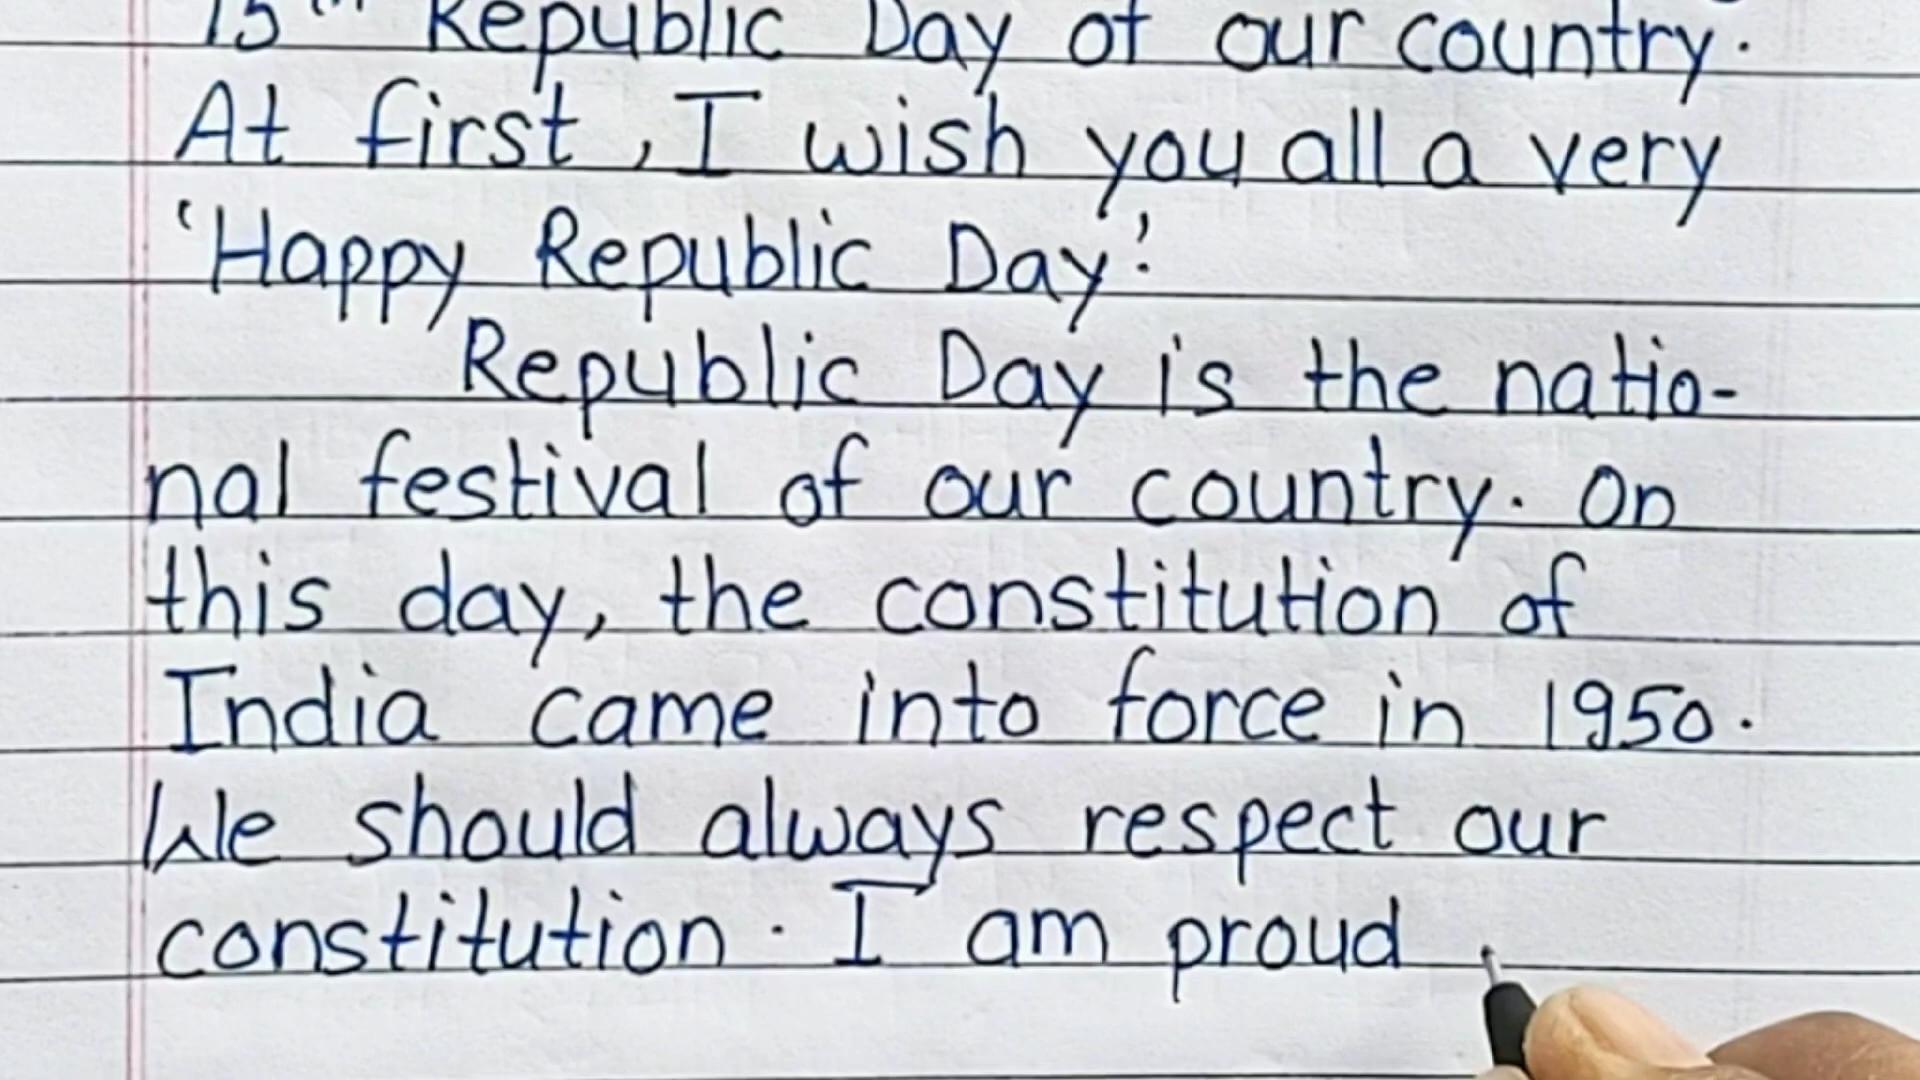 15th Republic Day of our country.
At first, I wish you all a very
'Happy Republic Day'.
Republic Day is the natio-
nal festival of our country. On
this day, the constitution of
India came into force in 1950.
We should always respect our
constitution. I am proud